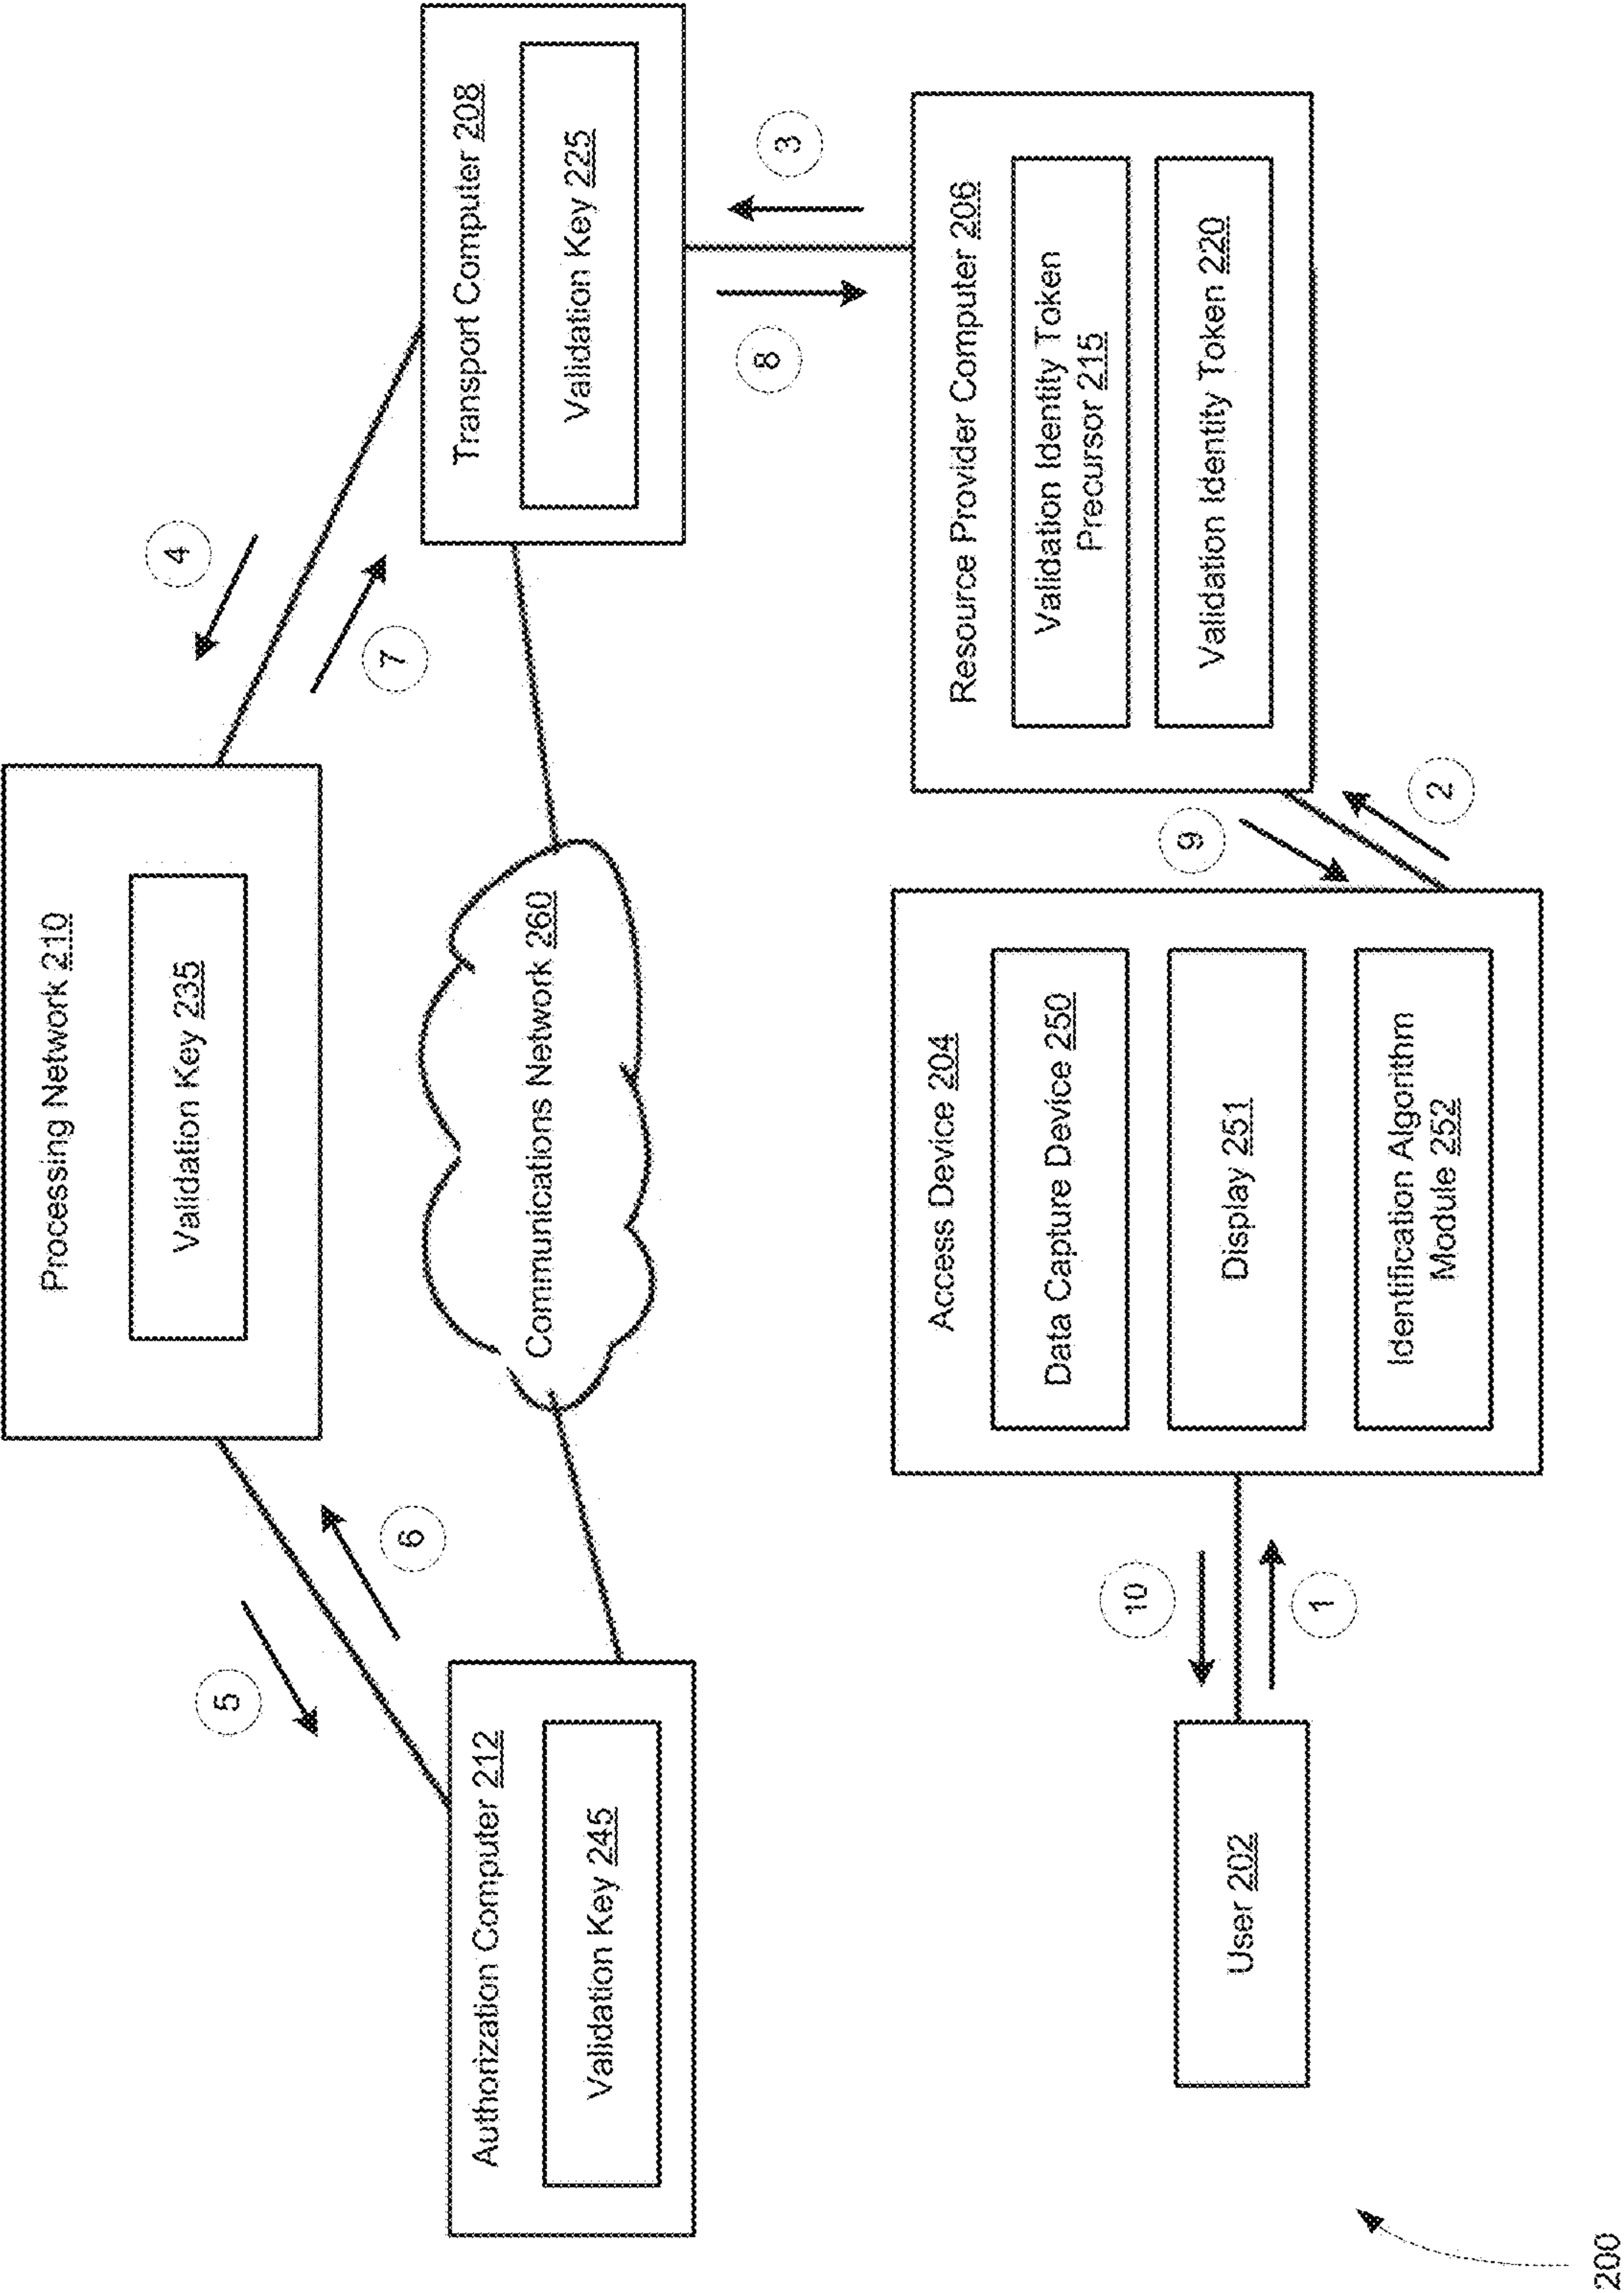 Processing Network 210
Validation Key 235
4
7
5
6
Authorization Computer 212
Validation Key 245
Communications Network 260
Transport Computer 208
Validation Key 225
8
3
Resource Provider Computer 206
Validation Identity Token
Precursor 215
Validation Identity Token 220
9
2
Access Device 204
Data Capture Device 250
Display 251
Identification Algorithm
Module 252
10
1
User 202
200